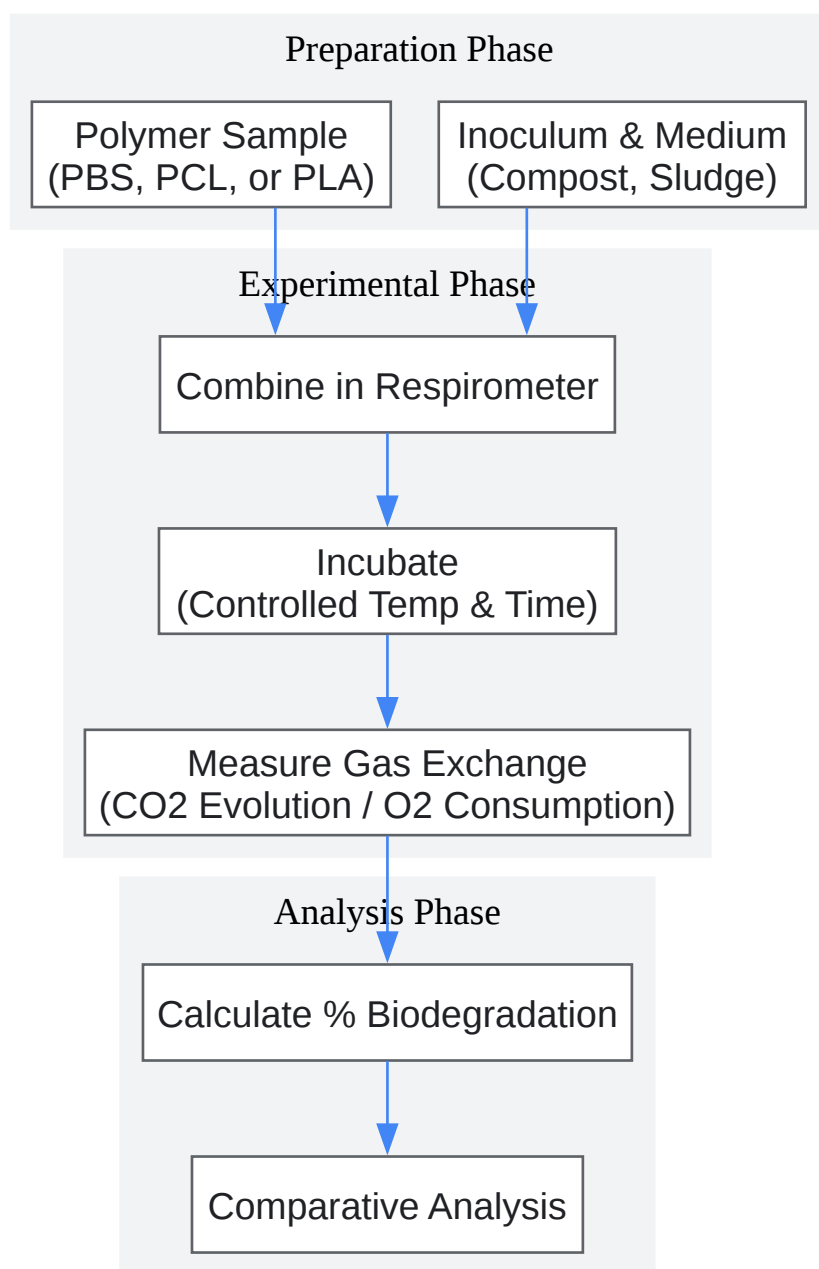 Preparation Phase
Polymer Sample
(PBS, PCL, or PLA)
Inoculum & Medium
(Compost, Sludge)
Experimental Phase
Combine in Respirometer
Incubate
(Controlled Temp & Time)
Measure Gas Exchange
(CO2 Evolution / O2 Consumption)
Analysis Phase
Calculate % Biodegradation
Comparative Analysis